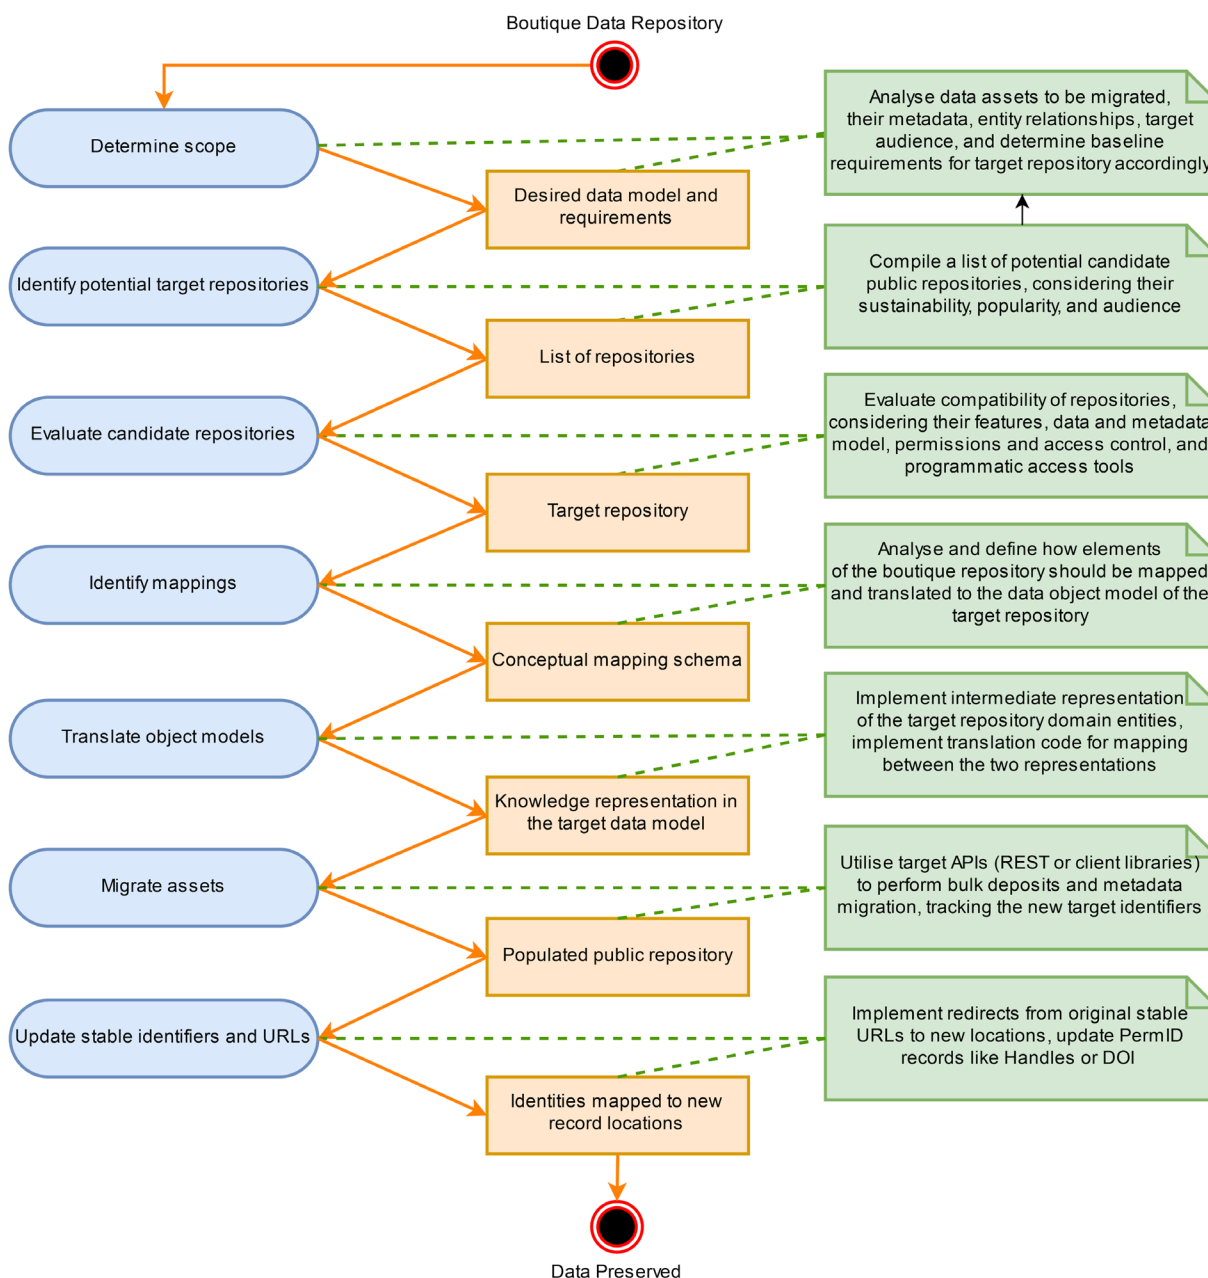 Boutique Data Repository
Determine scope
Analyse data assets to be migrated,
their metadata, entity relationships, target
audience, and determine baseline
requirements for target repository accordingly
Desired data model and
requirements
Identify potential target repositories
Compile a list of potential candidate
public repositories, considering their
sustainability, popularity, and audience
List of repositories
Evaluate candidate repositories
Evaluate compatibility of repositories,
considering their features, data and metadata
model, permissions and access control, and
programmatic access tools
Target repository
Identify mappings
Analyse and define how elements
of the boutique repository should be mapped
and translated to the data object model of the
target repository
Conceptual mapping schema
Translate object models
Implement intermediate representation
of the target repository domain entities,
implement translation code for mapping
between the two representations
Knowledge representation in
the target data model
Migrate assets
Utilise target APIs (REST or client libraries)
to perform bulk deposits and metadata
migration, tracking the new target identifiers
Populated public repository
Update stable identifiers and URLs
Implement redirects from original stable
URLs to new locations, update PermID
records like Handles or DOI
Identities mapped to new
record locations
Data Preserved